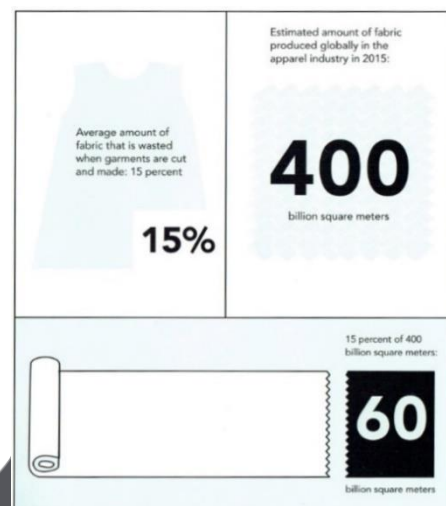 Average amount of
fabric that is wasted
when garments are cut
and made: 15 percent
15%
Estimated amount of fabric
produced globally in the
apparel industry in 2015:
400
billion square meters
15 percent of 400
billion square meters:
60
billion square meters